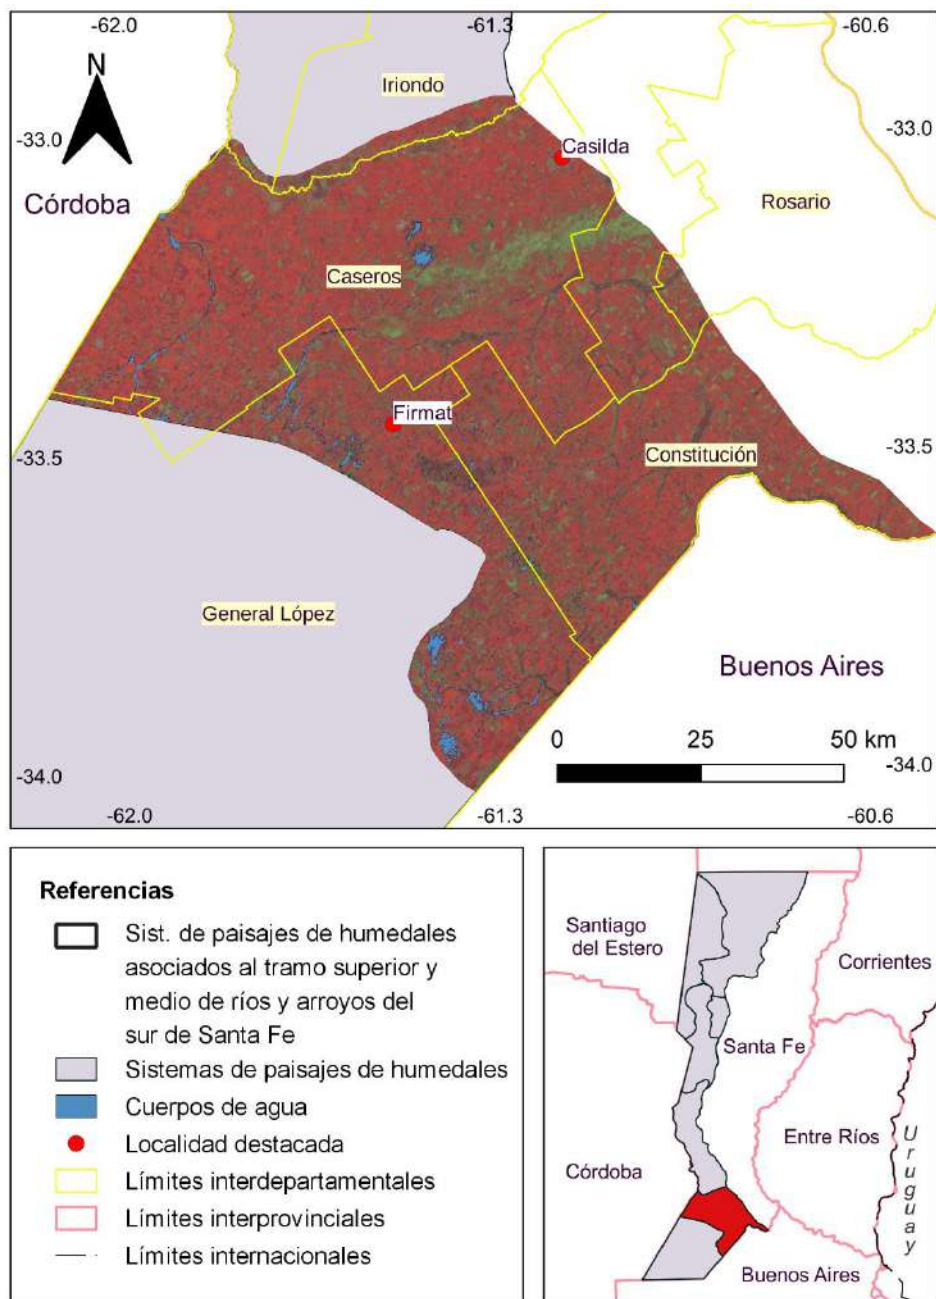 -62.0
-61.3
-60.6
N
Iriondo
-33.0
-33.0
Casilda
Córdoba
Rosario
Caseros
Firmat
-33.5
Constitución
-33.5
General López
Buenos Aires
0 25 50 km
-34.0
-34.0
-62.0
-61.3
-60.6
Referencias
Sist. de paisajes de humedales
asociados al tramo superior y
medio de ríos y arroyos del
sur de Santa Fe
Sistemas de paisajes de humedales
Cuerpos de agua
Localidad destacada
Límites interdepartamentales
Límites interprovinciales
Límites internacionales
Santiago
del Estero
Corrientes
Santa Fe
Entre Ríos
Uruguay
Córdoba
Buenos Aires